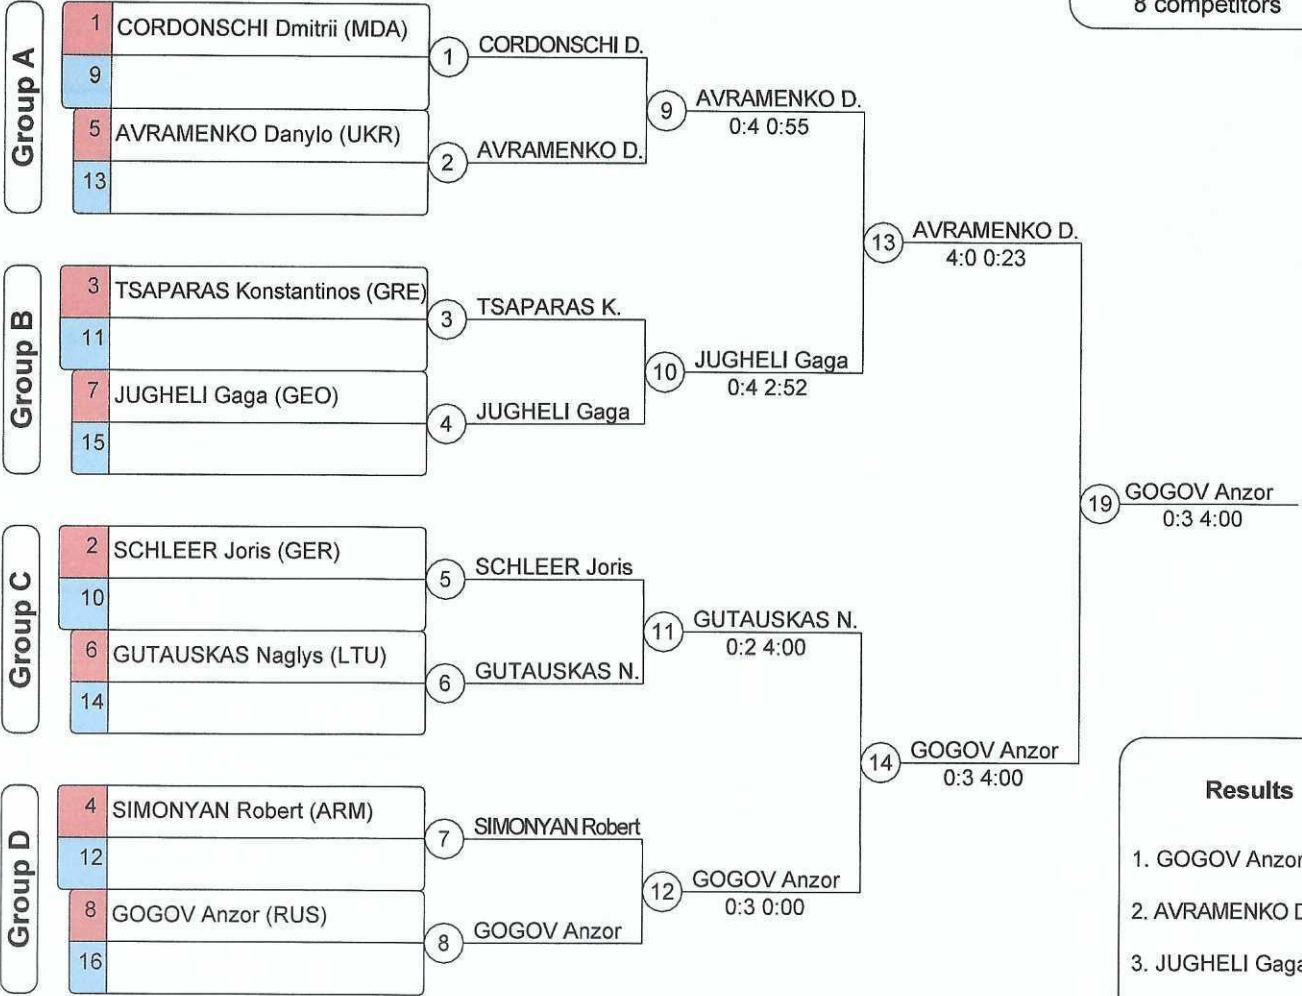 8 competitors
Group A
1 CORDONSCHI Dmitrii (MDA)
9
5 AVRAMENKO Danylo (UKR)
13
1 CORDONSCHI D.
2 AVRAMENKO D.
9 AVRAMENKO D.
0:4 0:55
Group B
3 TSAPARAS Konstantinos (GRE)
11
7 JUGHELI Gaga (GEO)
15
3 TSAPARAS K.
4 JUGHELI Gaga
10 JUGHELI Gaga
0:4 2:52
13 AVRAMENKO D.
4:0 0:23
Group C
2 SCHLEER Joris (GER)
10
6 GUTAUSKAS Naglys (LTU)
14
5 SCHLEER Joris
6 GUTAUSKAS N.
11 GUTAUSKAS N.
0:2 4:00
Group D
4 SIMONYAN Robert (ARM)
12
8 GOGOV Anzor (RUS)
16
7 SIMONYAN Robert
8 GOGOV Anzor
12 GOGOV Anzor
0:3 0:00
14 GOGOV Anzor
0:3 4:00
19 GOGOV Anzor
0:3 4:00
Results
1. GOGOV Anzor
2. AVRAMENKO D
3. JUGHELI Gaga